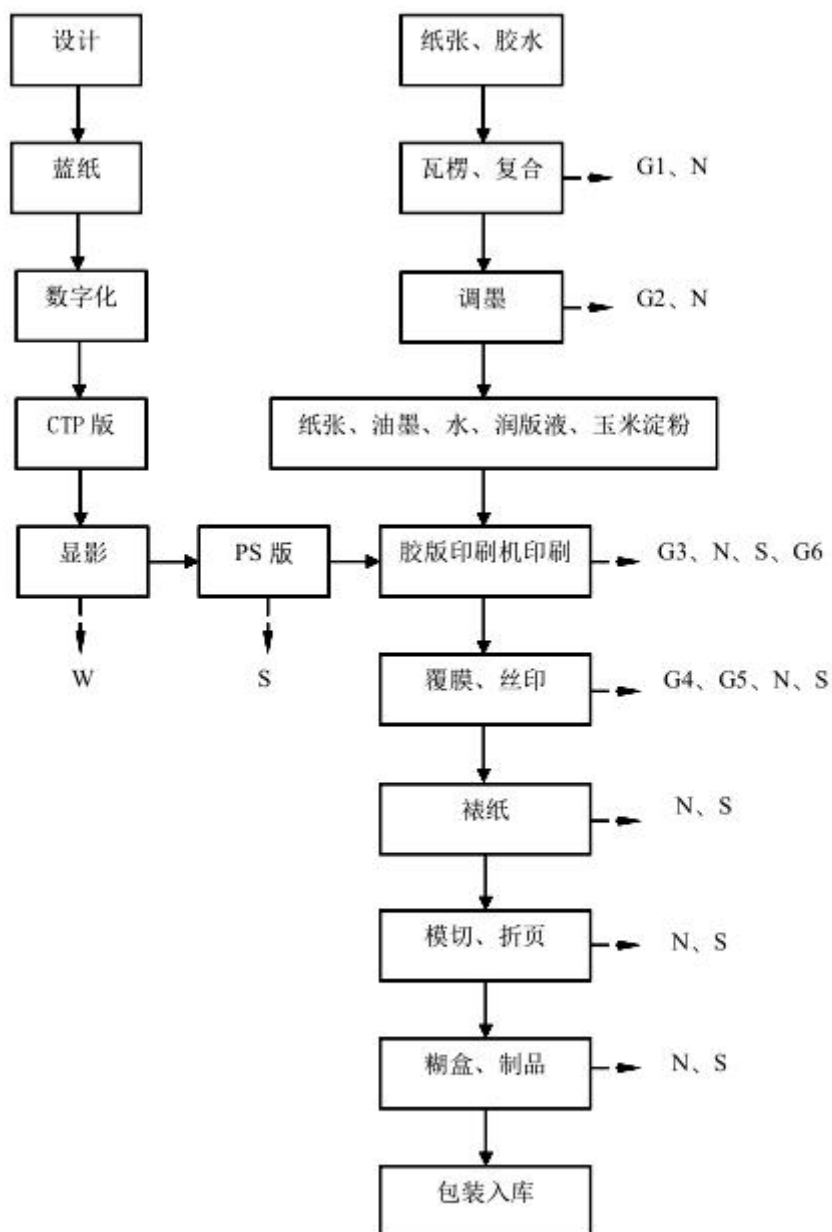 设计
纸张、胶水
蓝纸
瓦楞、复合
G1、N
数字化
调墨
G2、N
CTP 版
纸张、油墨、水、润版液、玉米淀粉
显影
PS 版
胶版印刷机印刷
G3、N、S、G6
W
S
覆膜、丝印
G4、G5、N、S
裱纸
N、S
模切、折页
N、S
糊盒、制品
N、S
包装入库